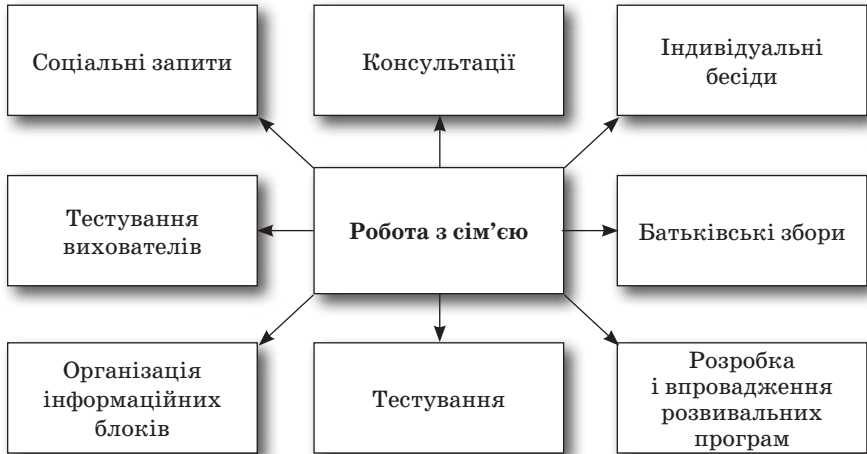 Соціальні запити
Консультації
Індивідуальні
бесіди
Тестування
вихователів
Робота з сім’єю
Батьківські збори
Організація
інформаційних
блоків
Тестування
Розробка
і впровадження
розвивальних
програм